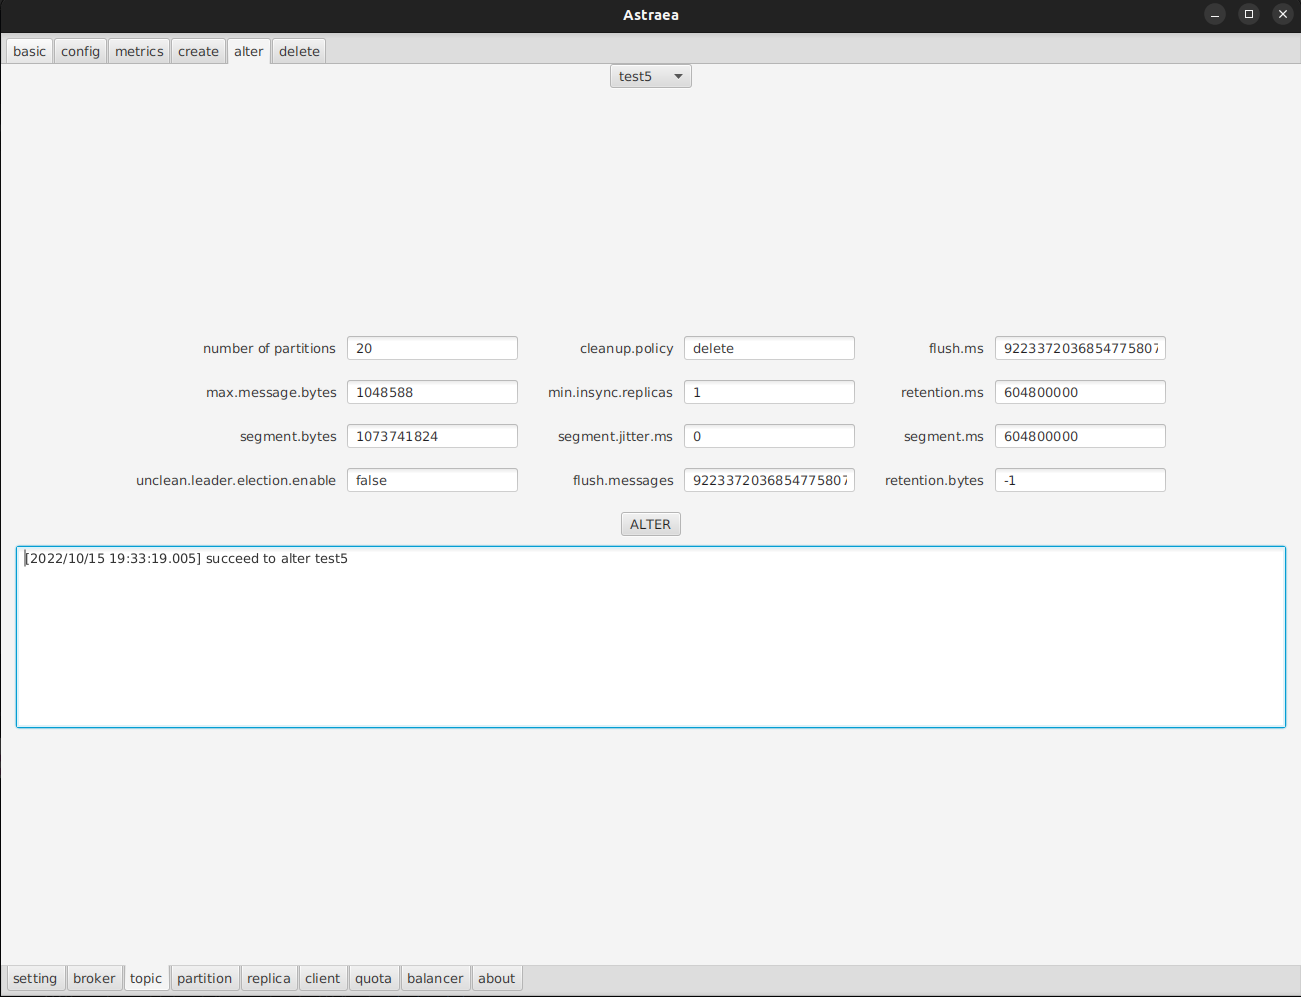 Astraea
basic config metrics create alter delete
test5
number of partitions 20 cleanup.policy delete flush.ms 9223372036854775807
max.message.bytes 1048588 min.insync.replicas 1 retention.ms 604800000
segment.bytes 1073741824 segment.jitter.ms 0 segment.ms 604800000
unclean.leader.election.enable false flush.messages 9223372036854775807 retention.bytes -1
ALTER
[2022/10/15 19:33:19.005] succeed to alter test5
setting broker topic partition replica client quota balancer about